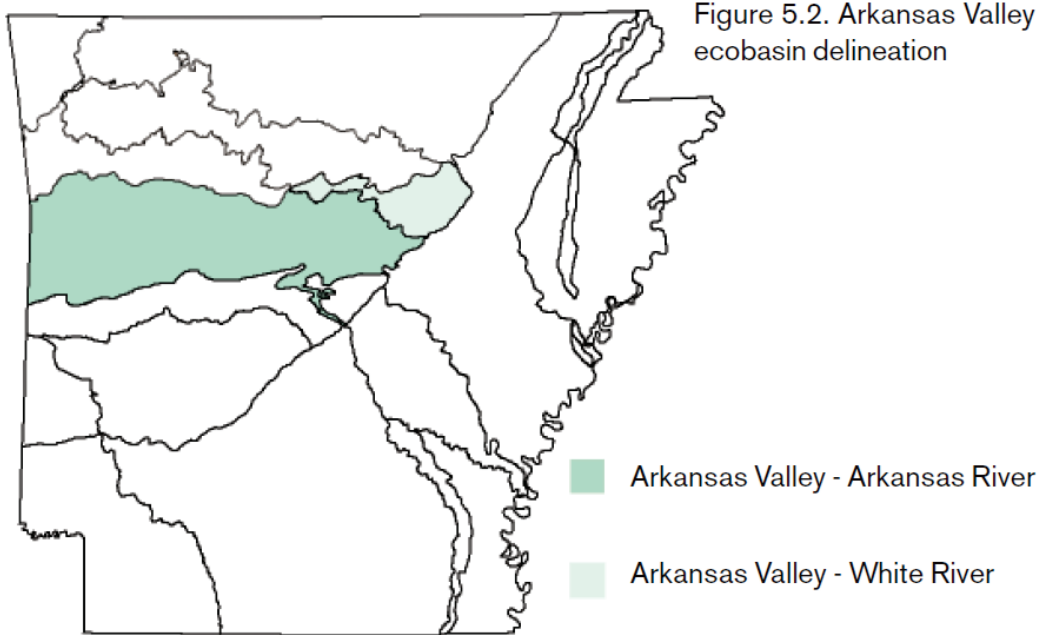 Figure 5.2. Arkansas Valley
ecobasin delineation
Arkansas Valley - Arkansas River
Arkansas Valley - White River